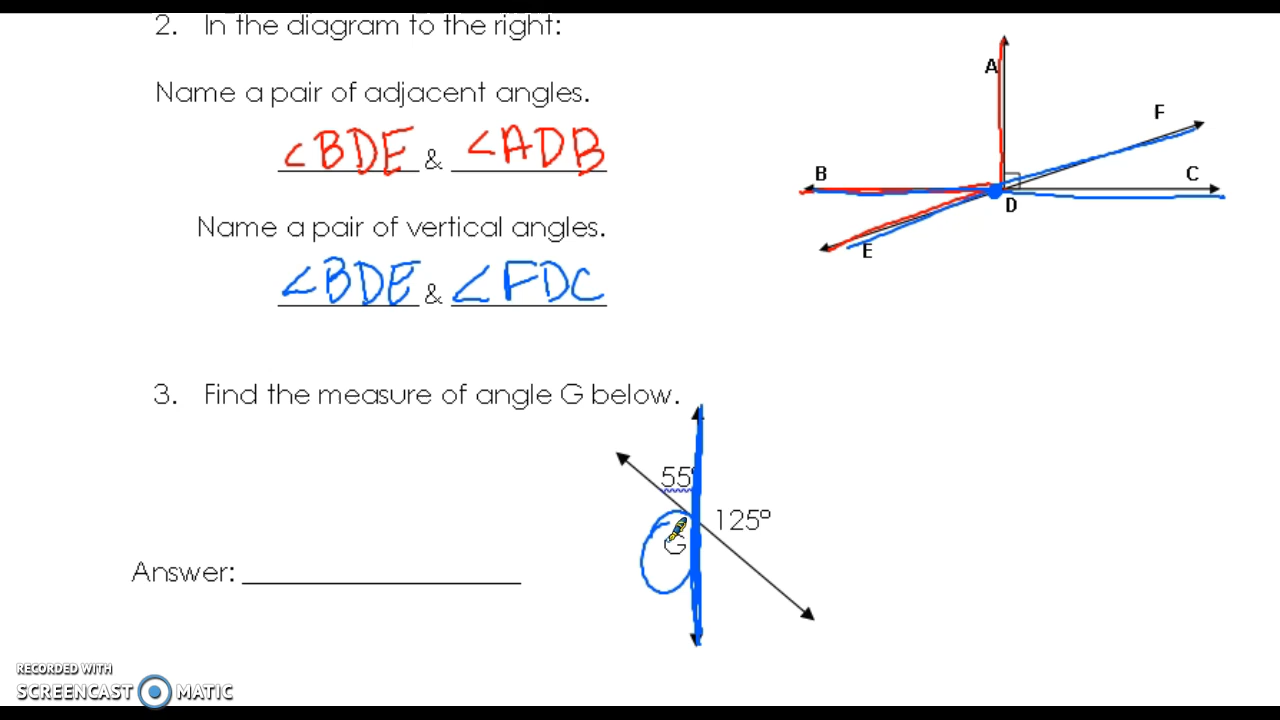 2. In the diagram to the right:
A
F
Name a pair of adjacent angles.
∠BDE & ∠ADB
B
C
D
E
Name a pair of vertical angles.
∠BDE & ∠FDC
3. Find the measure of angle G below.
55°
125°
G
Answer:
RECORDED WITH
SCREENCAST MATIC